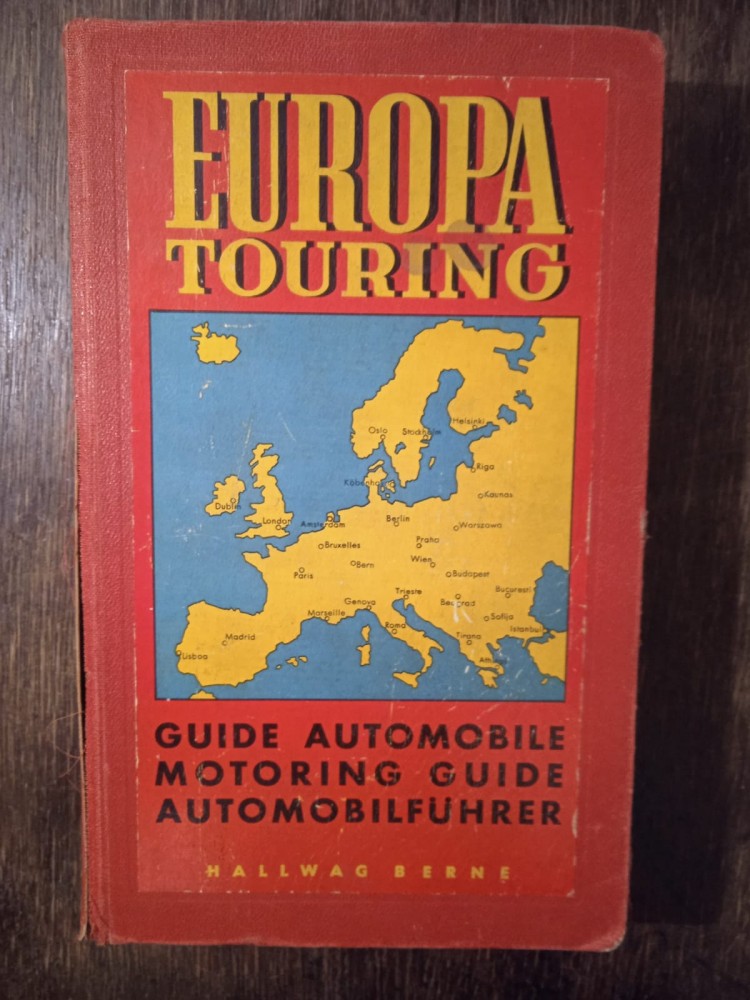 EUROPA
TOURING
Helsinki
Oslo
Stockholm
Riga
Köbenhavn
Kaunas
Dublin
London
Amsterdam
Berlin
Warszawa
Bruxelles
Praha
Bern
Wien
Paris
Budapest
Trieste
Bucuresti
Genova
Beograd
Marseille
Sofija
Roma
Istanbul
Madrid
Tirana
Lisboa
GUIDE AUTOMOBILE
MOTORING GUIDE
AUTOMOBILFÜHRER
HALLWAG BERNE